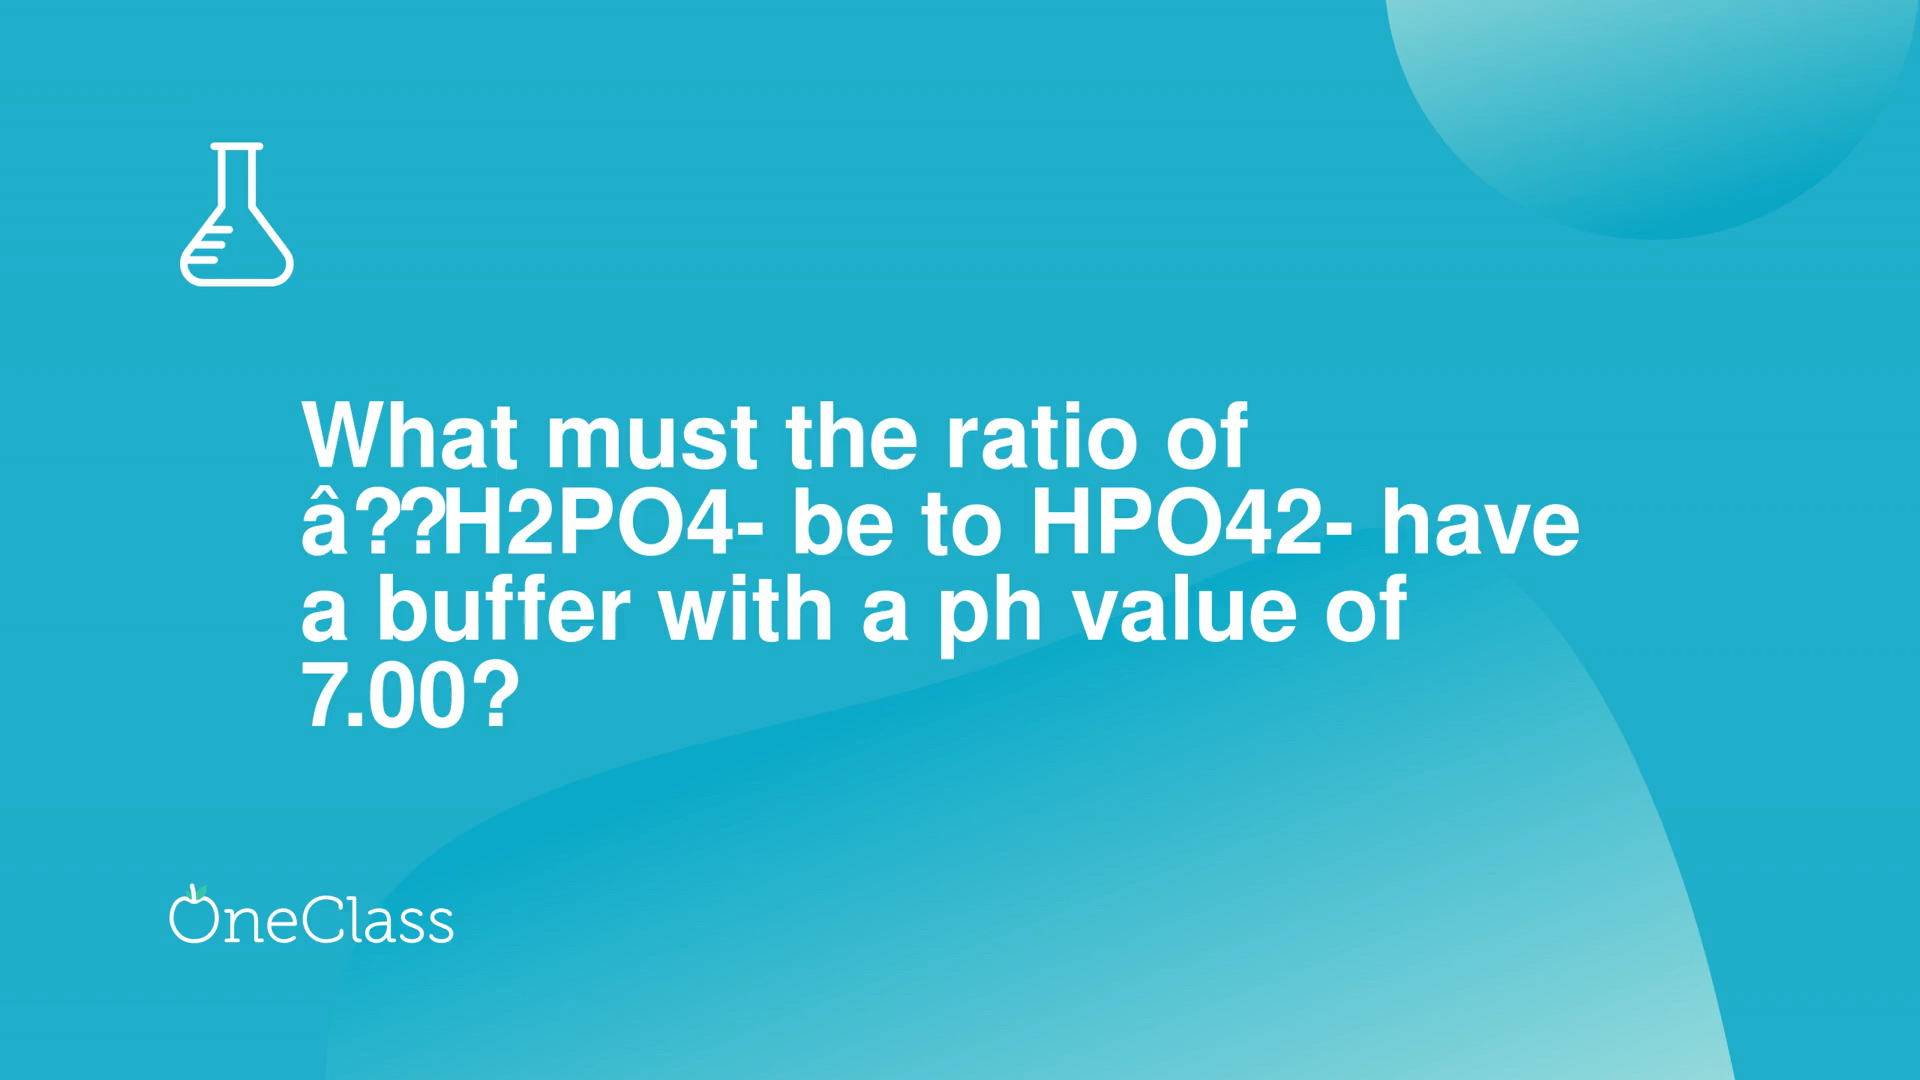 What must the ratio of
â??H2PO4- be to HPO42- have
a buffer with a ph value of
7.00?
OneClass